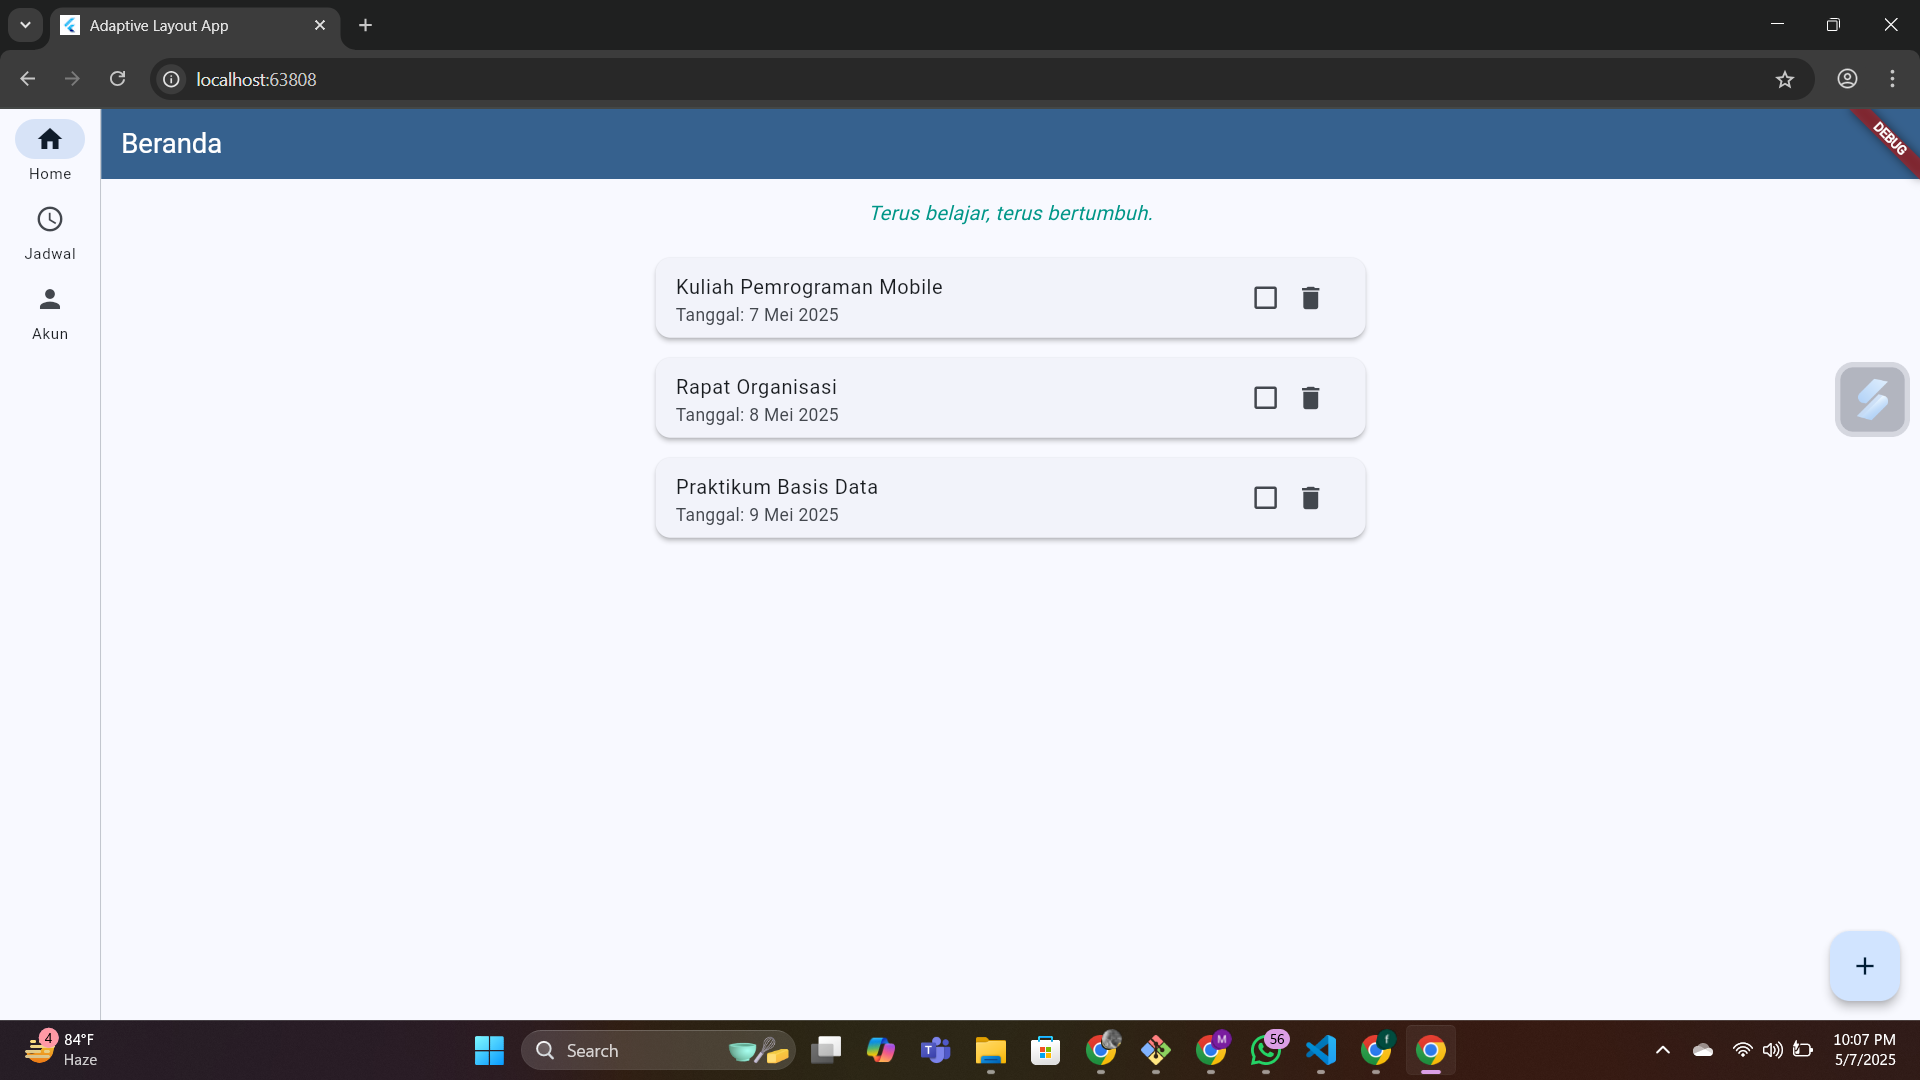 Adaptive Layout App
localhost:63808
Home
Jadwal
Akun
Beranda
DEBUG
Terus belajar, terus bertumbuh.
Kuliah Pemrograman Mobile
Tanggal: 7 Mei 2025
Rapat Organisasi
Tanggal: 8 Mei 2025
Praktikum Basis Data
Tanggal: 9 Mei 2025
4
84°F
Haze
Search
T
M
56
f
10:07 PM
5/7/2025